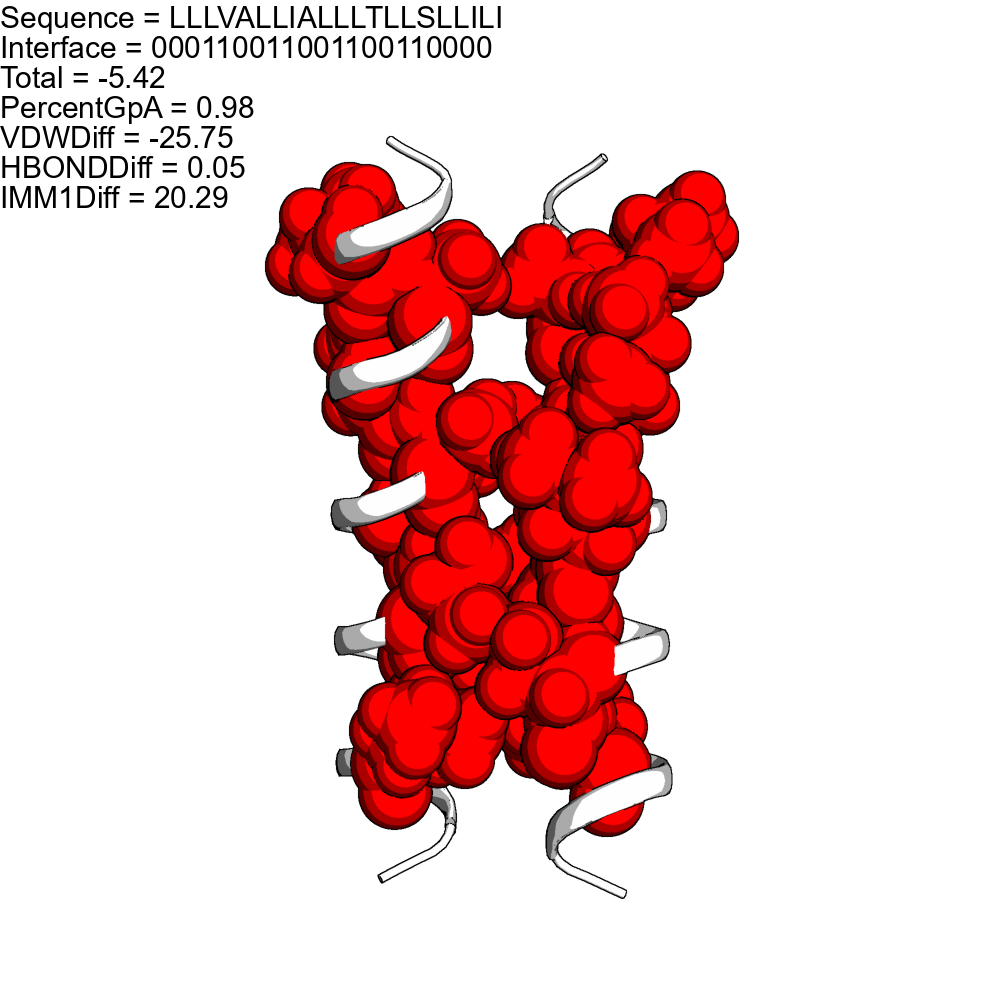 Sequence = LLLVALLIALLLTLLSLLILI
Interface = 000110011001100110000
Total = -5.42
PercentGpA = 0.98
VDWDiff = -25.75
HBONDDiff = 0.05
IMM1Diff = 20.29